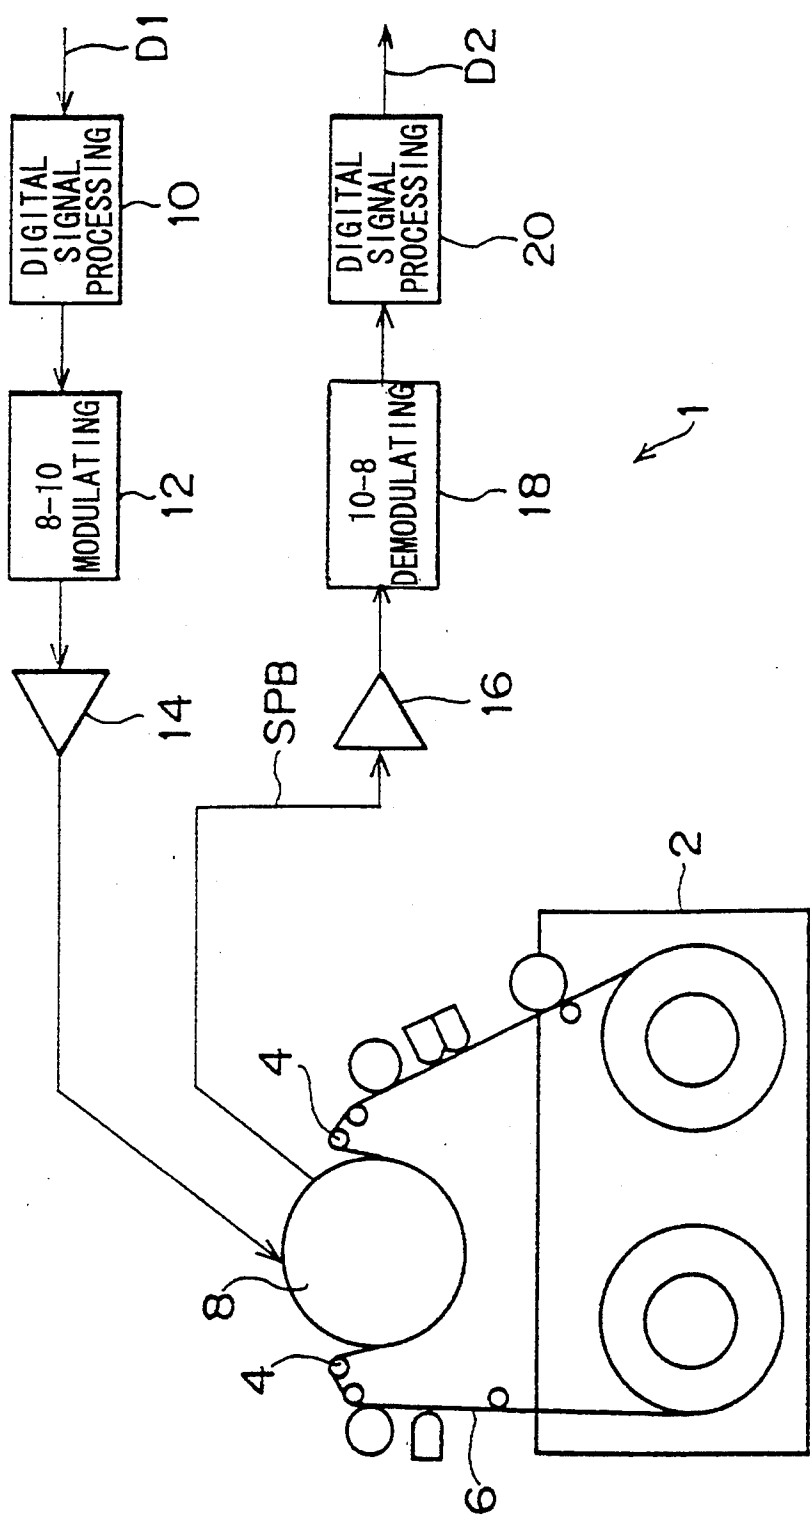 D1
DIGITAL
SIGNAL
PROCESSING
10
8-10
MODULATING
12
14
D2
DIGITAL
SIGNAL
PROCESSING
20
10-8
DEMODULATING
18
16
SPB
1
2
4
8
4
6